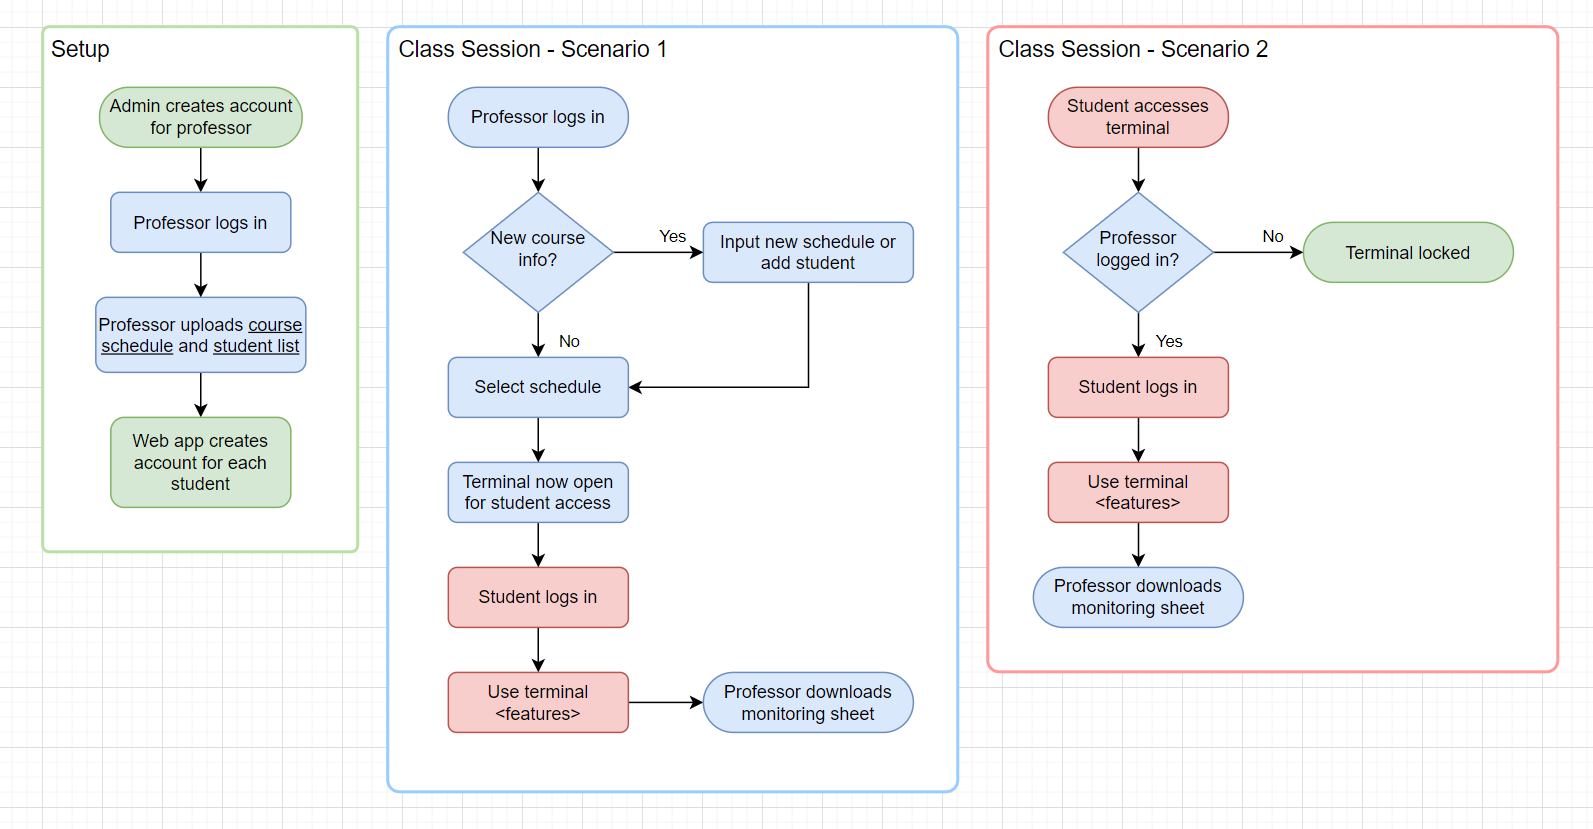 Setup
Admin creates account
for professor
Professor logs in
Professor uploads course
schedule and student list
Web app creates
account for each
student
Class Session - Scenario 1
Professor logs in
New course
info?
Yes
Input new schedule or
add student
No
Select schedule
Terminal now open
for student access
Student logs in
Use terminal
<features>
Professor downloads
monitoring sheet
Class Session - Scenario 2
Student accesses
terminal
Professor
logged in?
No
Terminal locked
Yes
Student logs in
Use terminal
<features>
Professor downloads
monitoring sheet